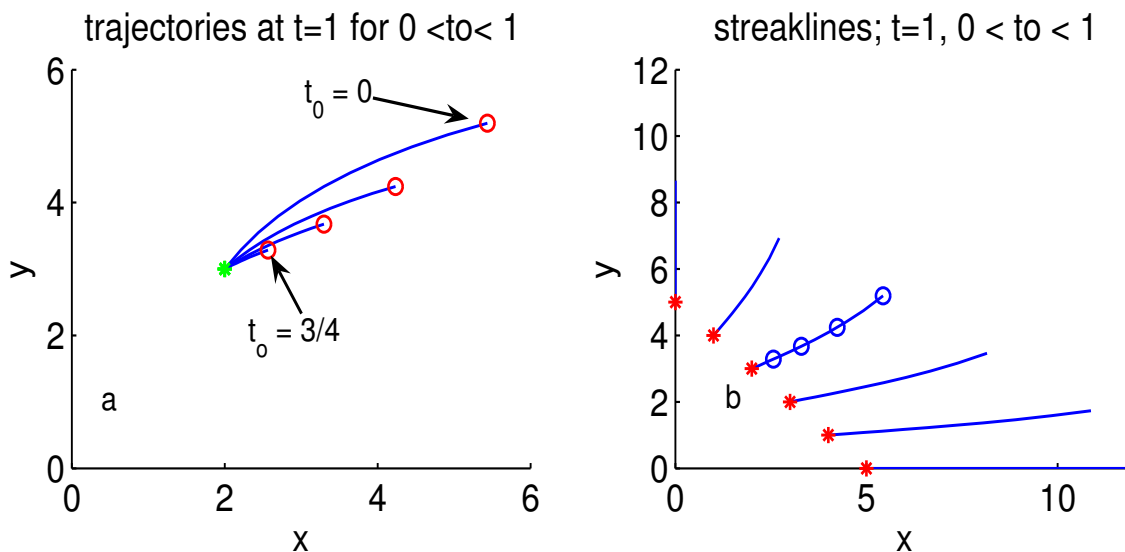 trajectories at t=1 for 0 <to< 1
6
4
2
0
0 2 4 6
y
x
t0 = 0
to = 3/4
a
streaklines; t=1, 0 < to < 1
12
10
8
6
4
2
0
0 5 10
y
x
b